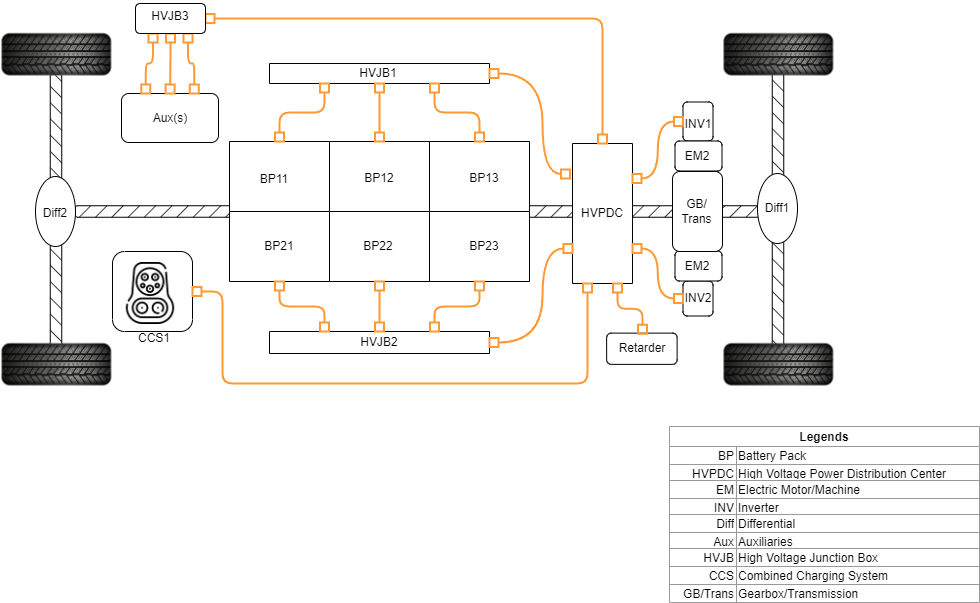 HVJB3
HVJB1
Aux(s)
INV1
EM2
BP11 BP12 BP13
GB/
Trans
Diff2
HVPDC
Diff1
BP21 BP22 BP23
EM2
INV2
CCS1
HVJB2
Retarder
Legends
BP Battery Pack
HVPDC High Voltage Power Distribution Center
EM Electric Motor/Machine
INV Inverter
Diff Differential
Aux Auxiliaries
HVJB High Voltage Junction Box
CCS Combined Charging System
GB/Trans Gearbox/Transmission